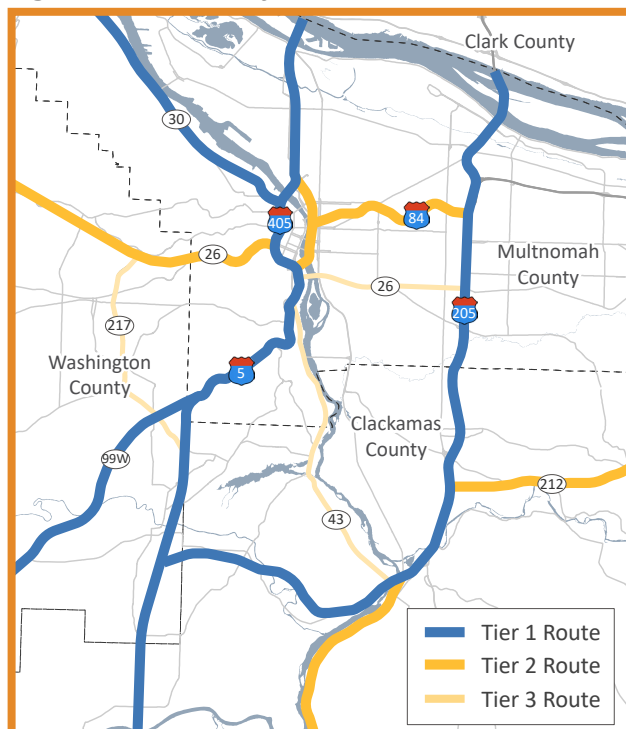 Clark County
30
405
84
26
26
Multnomah
County
217
205
Washington
County
5
Clackamas
County
99W
212
43
Tier 1 Route
Tier 2 Route
Tier 3 Route